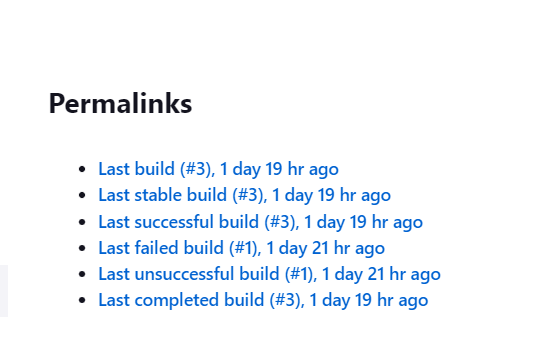 Permalinks
Last build (#3), 1 day 19 hr ago
Last stable build (#3), 1 day 19 hr ago
Last successful build (#3), 1 day 19 hr ago
Last failed build (#1), 1 day 21 hr ago
Last unsuccessful build (#1), 1 day 21 hr ago
Last completed build (#3), 1 day 19 hr ago